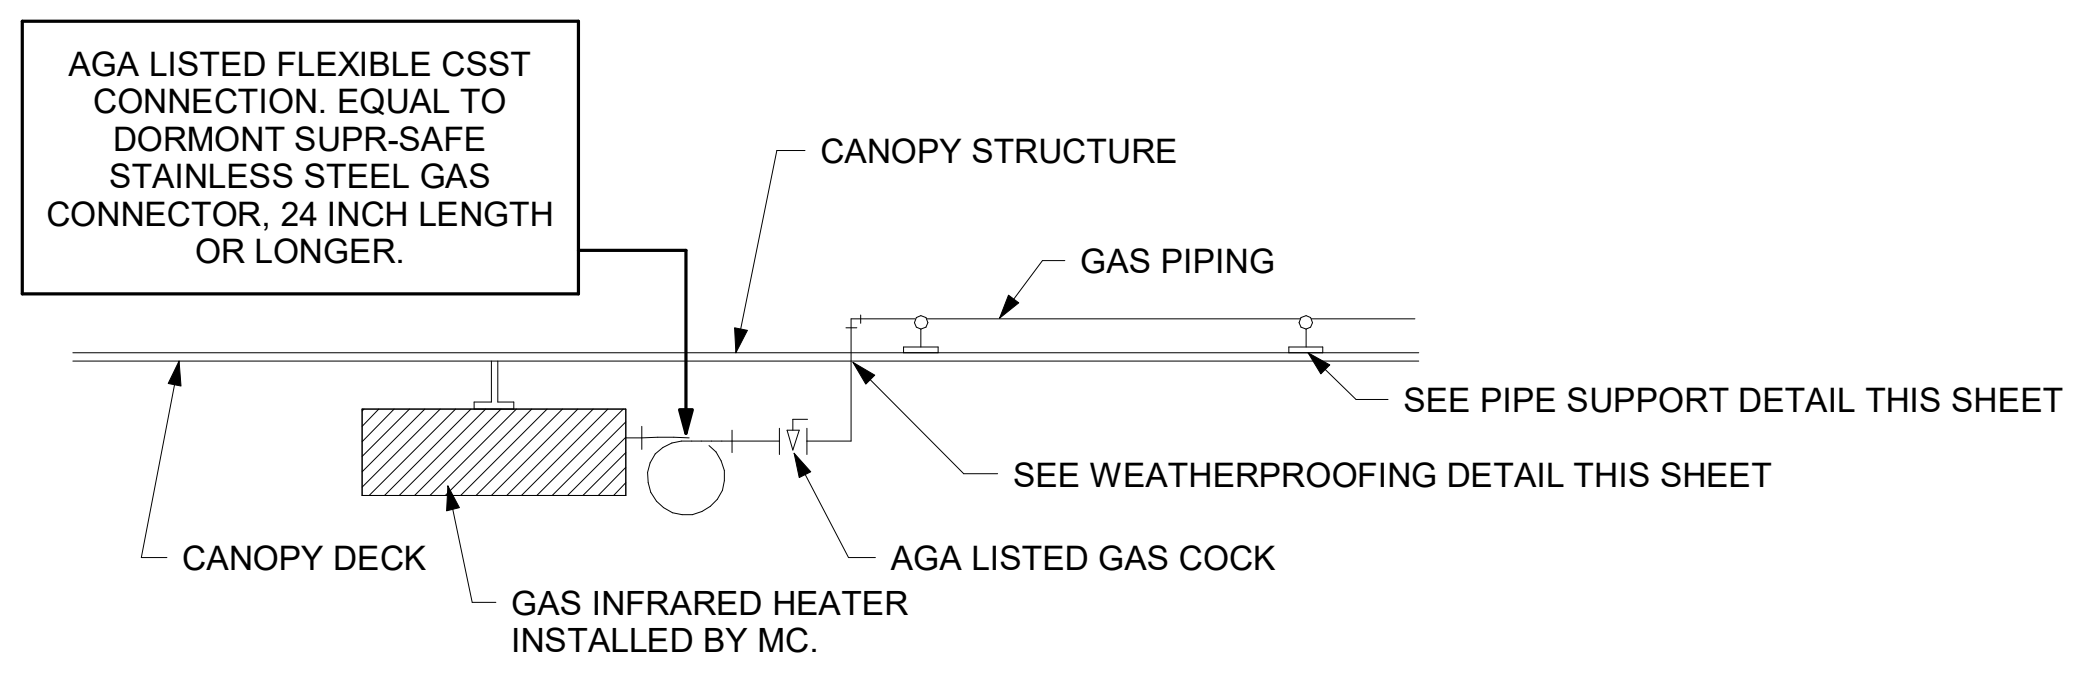 AGA LISTED FLEXIBLE CSST
CONNECTION. EQUAL TO
DORMONT SUPR-SAFE
STAINLESS STEEL GAS
CONNECTOR, 24 INCH LENGTH
OR LONGER.
CANOPY STRUCTURE
GAS PIPING
SEE PIPE SUPPORT DETAIL THIS SHEET
SEE WEATHERPROOFING DETAIL THIS SHEET
CANOPY DECK
AGA LISTED GAS COCK
GAS INFRARED HEATER
INSTALLED BY MC.